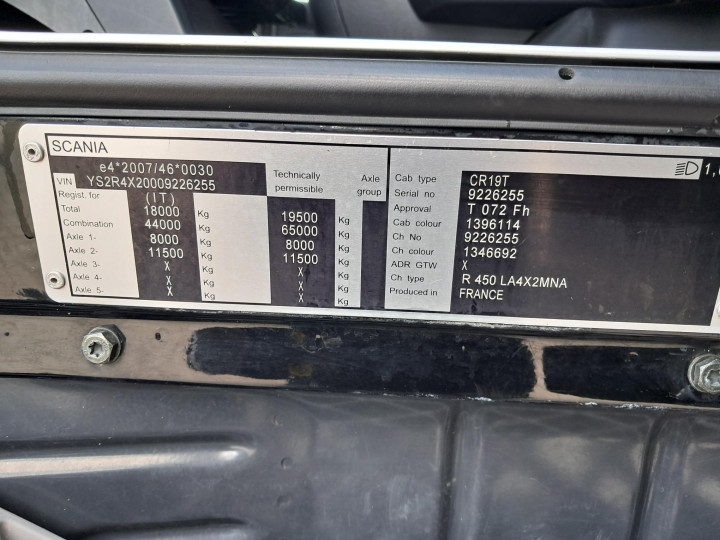 SCANIA
e4*2007/46*0030
VIN YS2R4X20009226255
Regist. for (IT) Technically permissible Axle group
Total 18000 Kg 19500 Kg
Combination 44000 Kg 65000 Kg
Axle 1- 8000 Kg 8000 Kg
Axle 2- 11500 Kg 11500 Kg
Axle 3- X Kg X Kg
Axle 4- X Kg X Kg
Axle 5- X Kg X Kg
Cab type CR19T
Serial no 9226255
Approval T 072 Fh
Cab colour 1396114
Ch No 9226255
Ch colour 1346692
ADR GTW X
Ch type R 450 LA4X2MNA
Produced in FRANCE